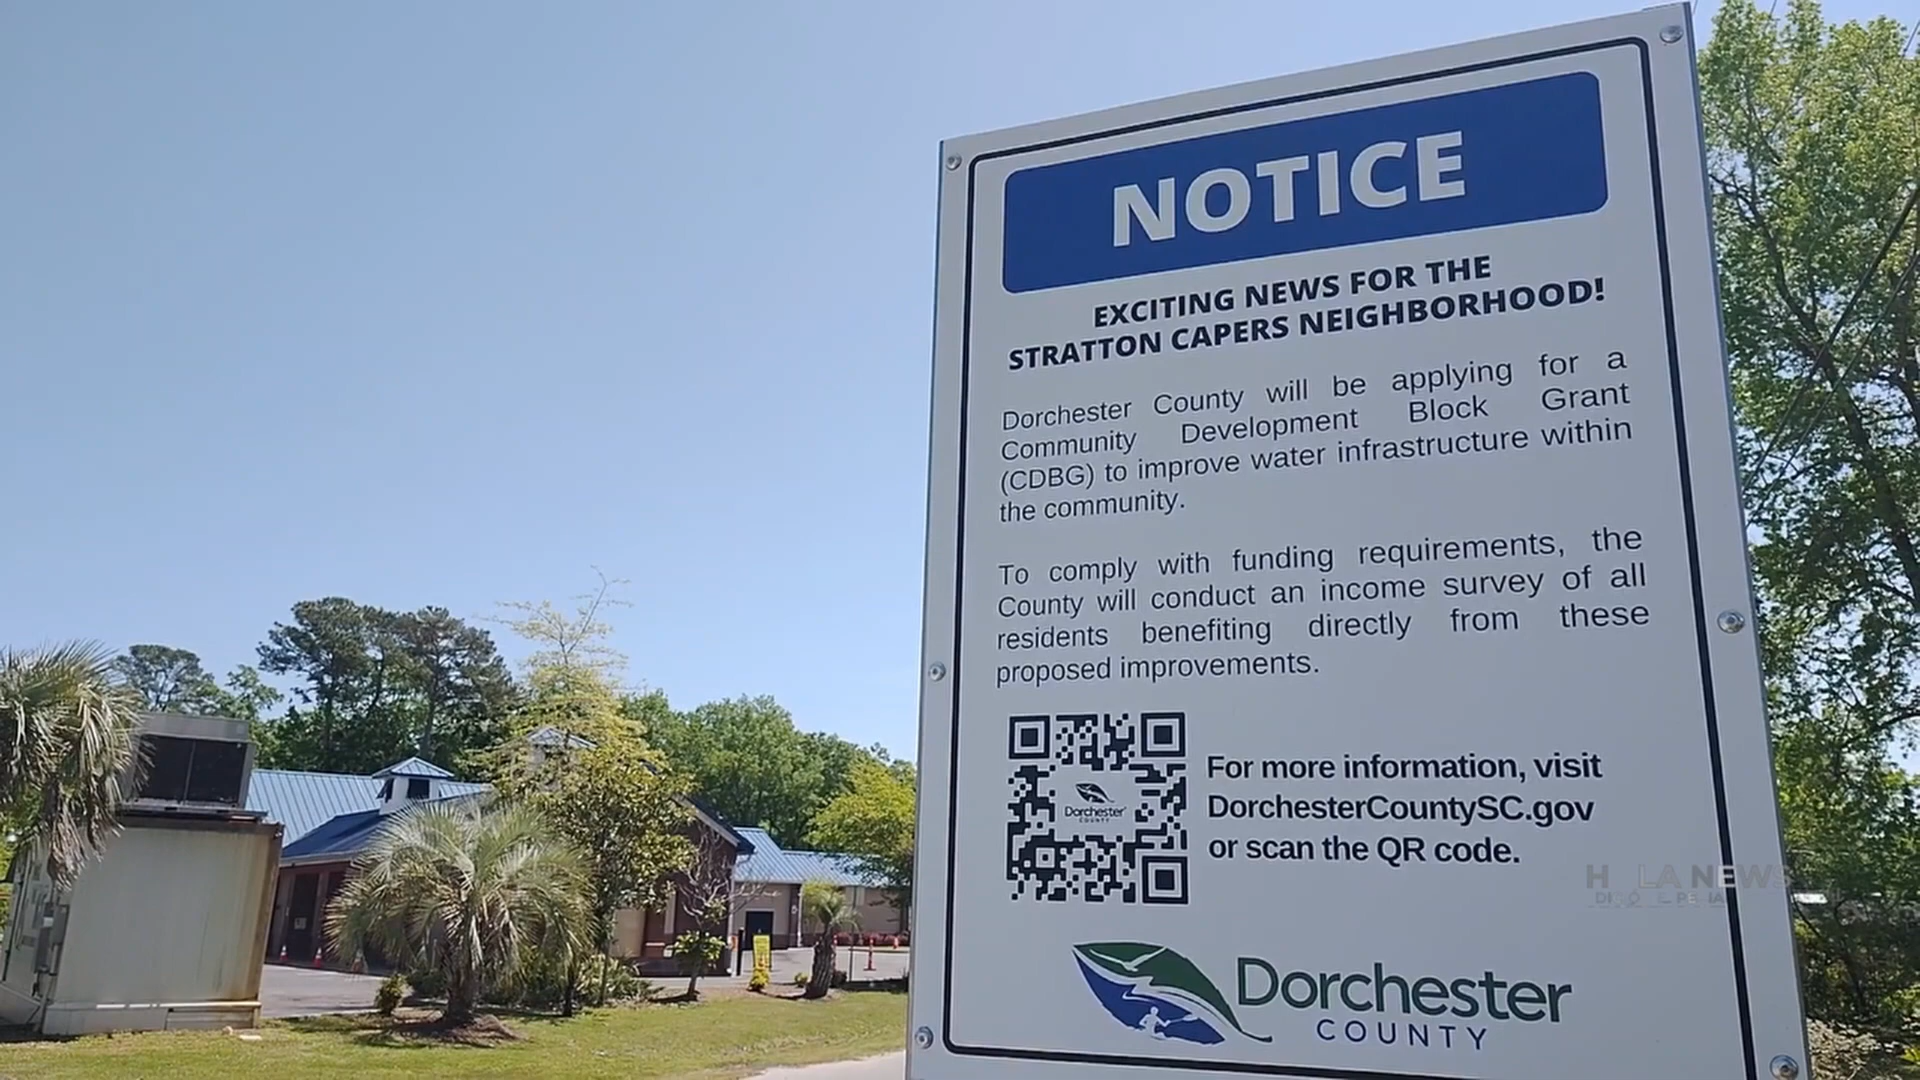 NOTICE
EXCITING NEWS FOR THE
STRATTON CAPERS NEIGHBORHOOD!
Dorchester County will be applying for a
Community Development Block Grant
(CDBG) to improve water infrastructure within
the community.
To comply with funding requirements, the
County will conduct an income survey of all
residents benefiting directly from these
proposed improvements.
Dorchester
COUNTY
For more information, visit
DorchesterCountySC.gov
or scan the QR code.
NEWS
Dorchester
COUNTY